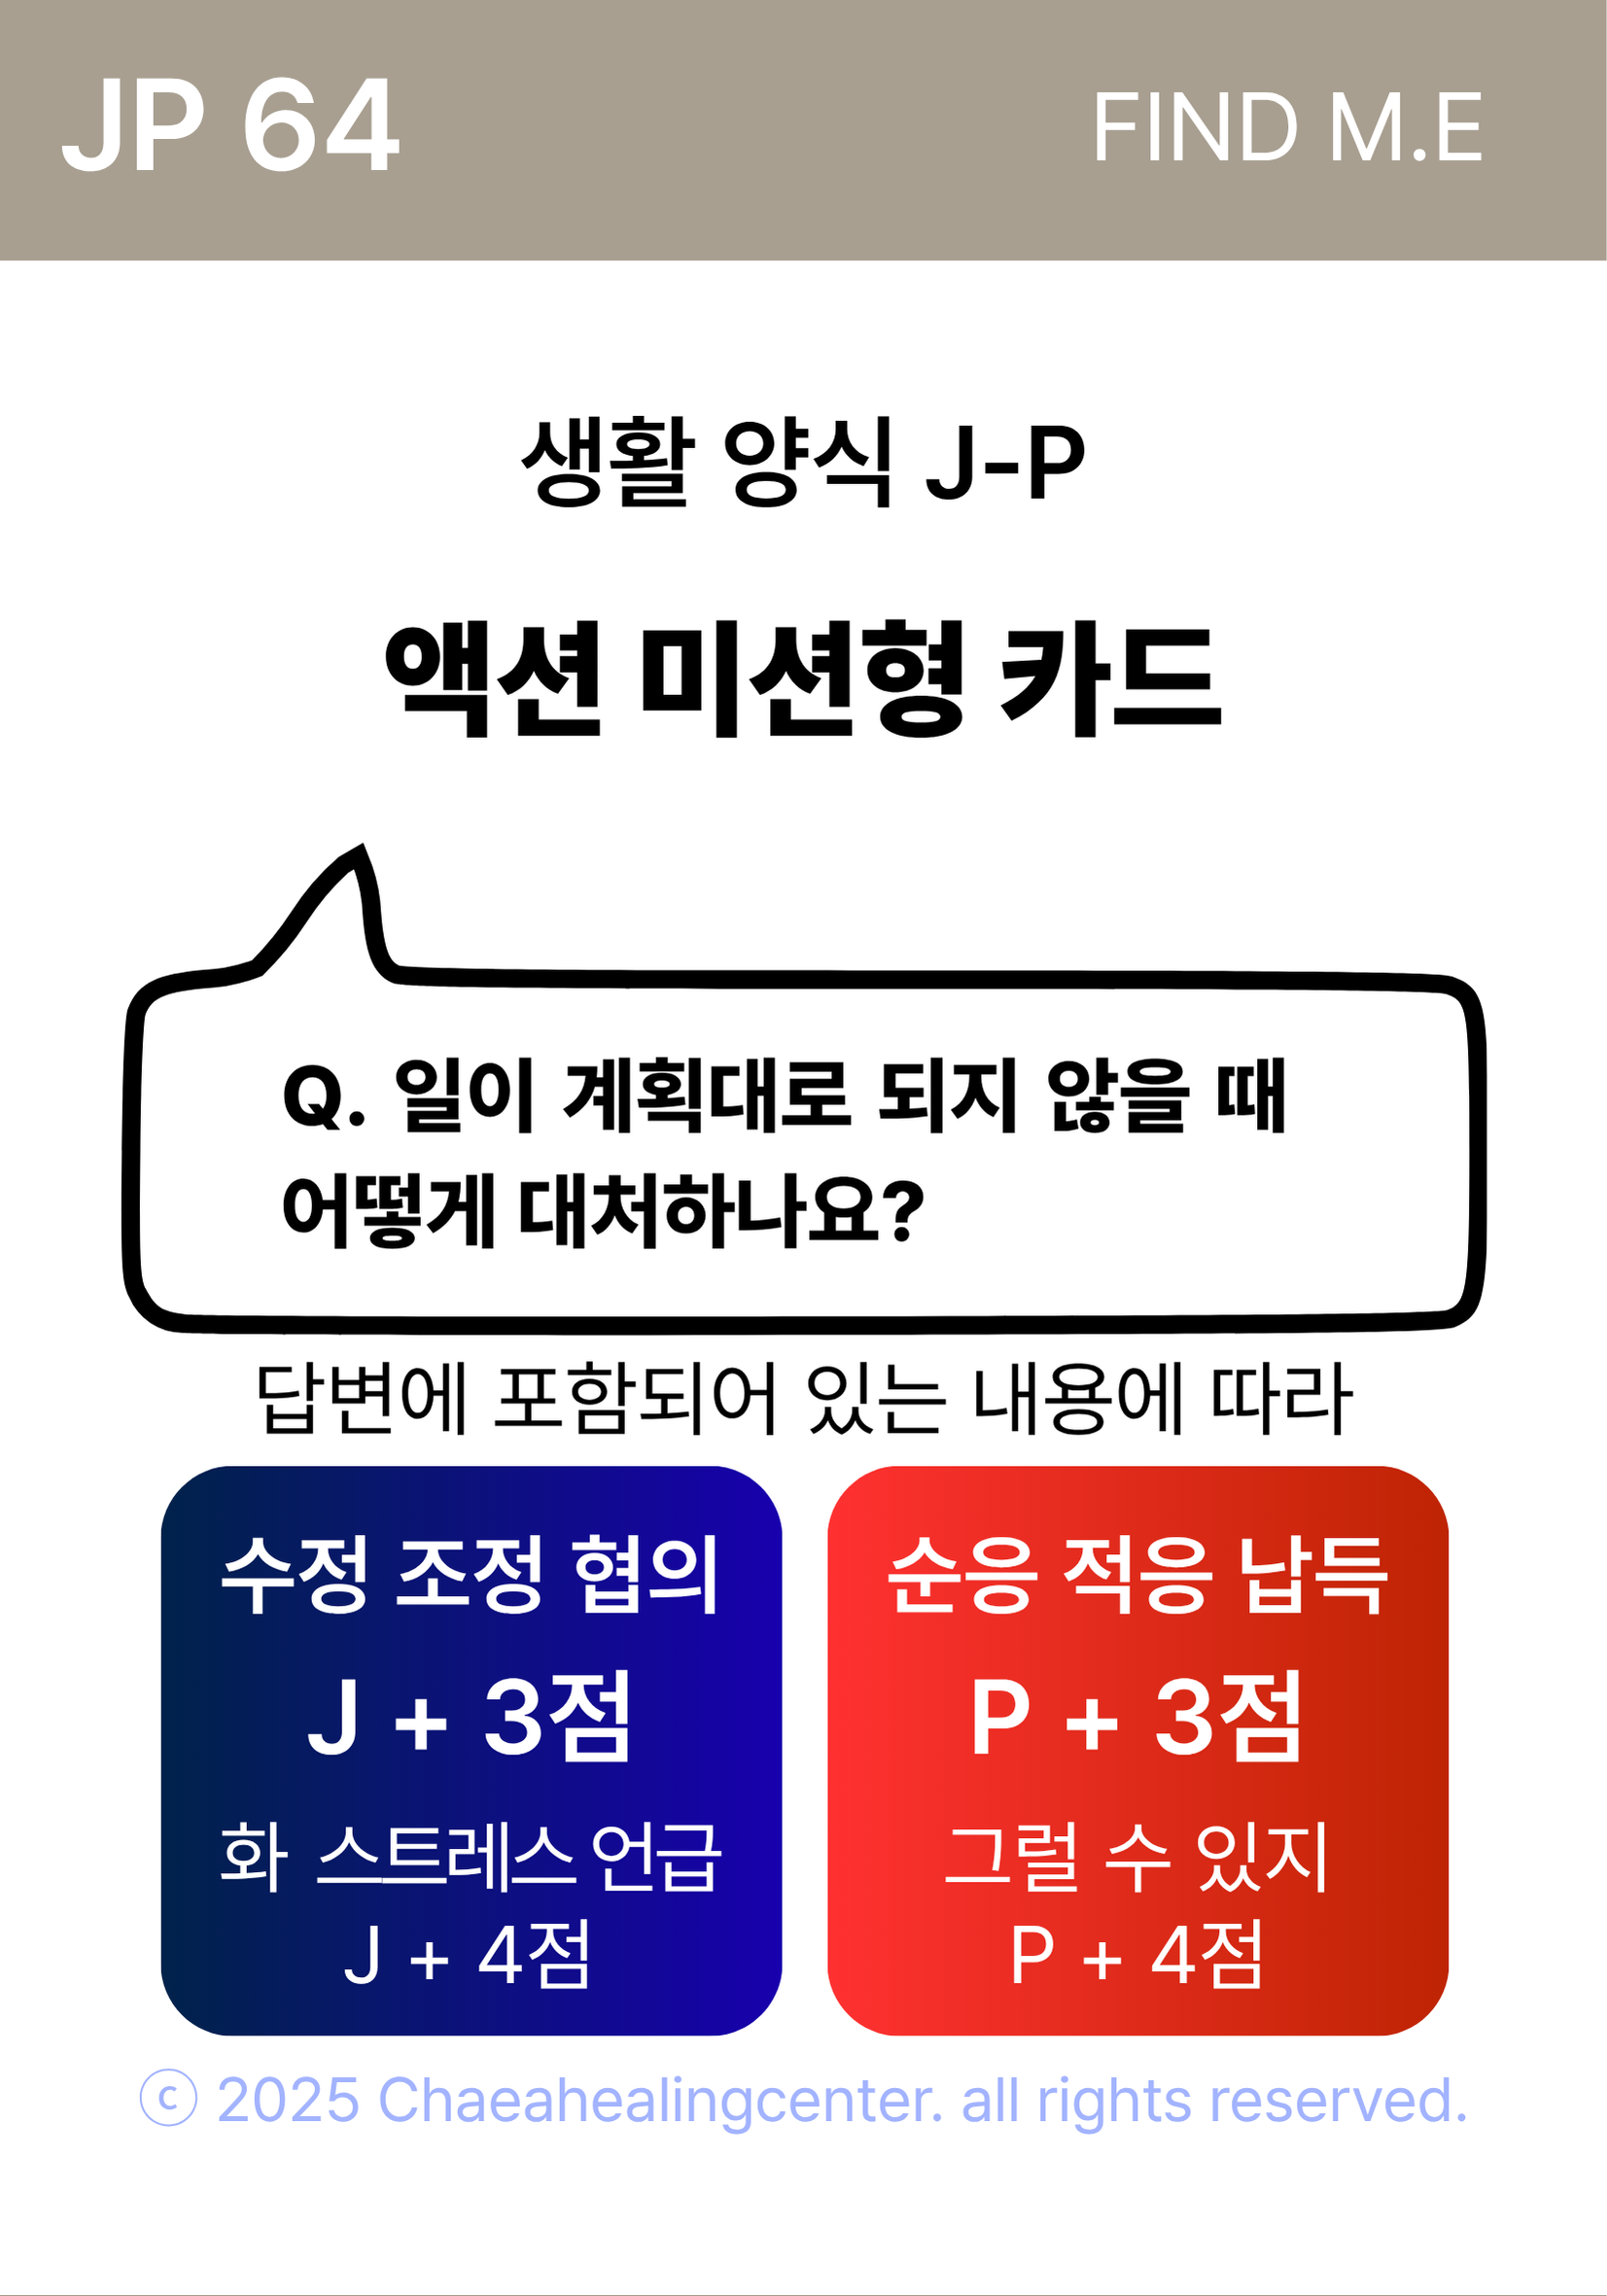 JP 64
FIND M.E
생활 양식 J-P
액션 미션형 카드
Q. 일이 계획대로 되지 않을 때
어떻게 대처하나요?
답변에 포함되어 있는 내용에 따라
수정 조정 협의
J + 3점
화 스트레스 언급
J + 4점
순응 적응 납득
P + 3점
그럴 수 있지
P + 4점
© 2025 Chaeahealingcenter. all rights reserved.